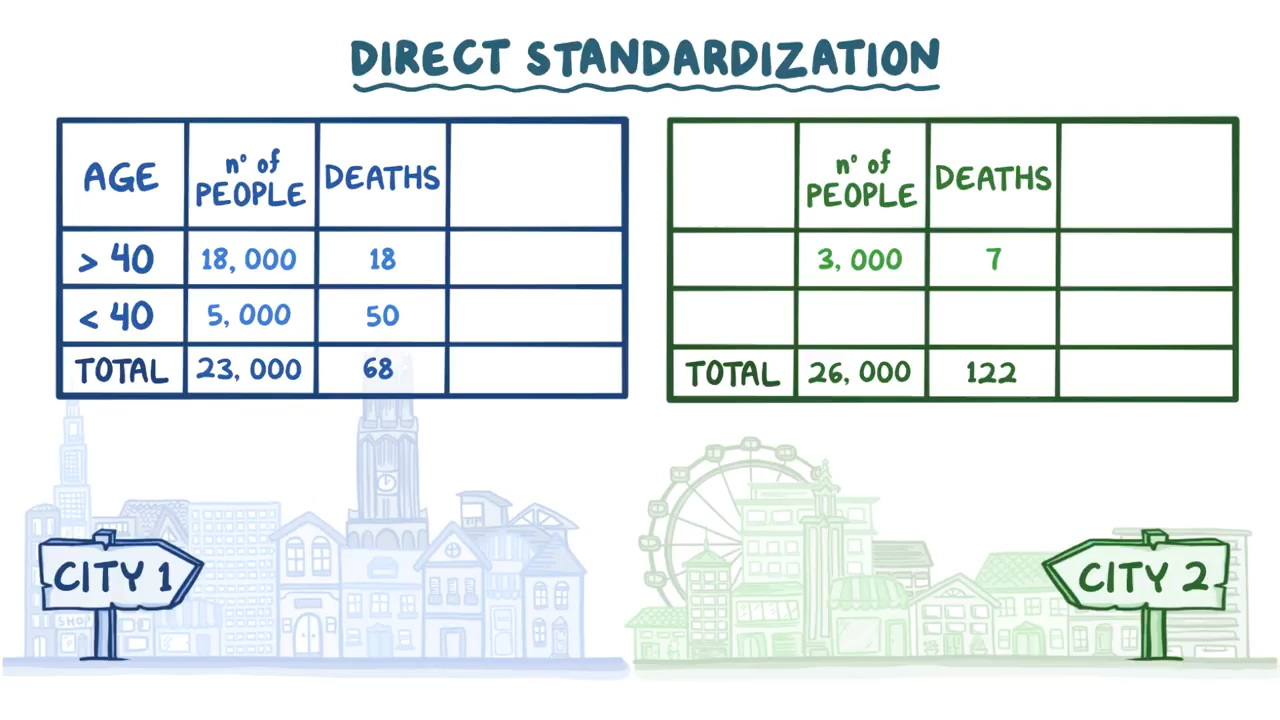 DIRECT STANDARDIZATION
AGE
n° of
PEOPLE
DEATHS
> 40
18,000
18
< 40
5,000
50
TOTAL
23,000
68
n° of
PEOPLE
DEATHS
3,000
7
TOTAL
26,000
122
CITY 1
SHOP
CITY 2